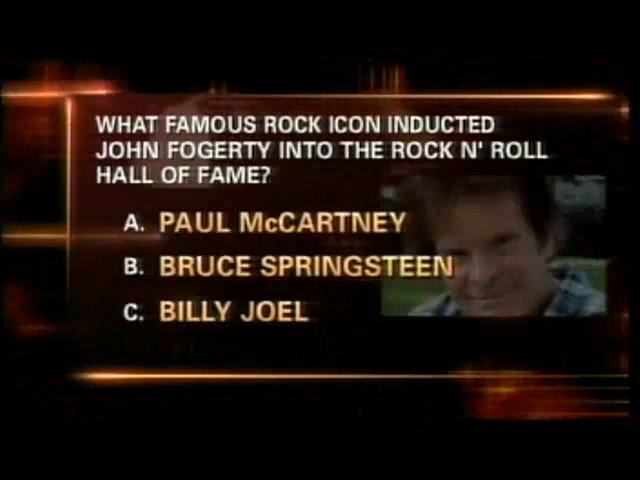 WHAT FAMOUS ROCK ICON INDUCTED
JOHN FOGERTY INTO THE ROCK N' ROLL
HALL OF FAME?
A. PAUL McCARTNEY
B. BRUCE SPRINGSTEEN
C. BILLY JOEL